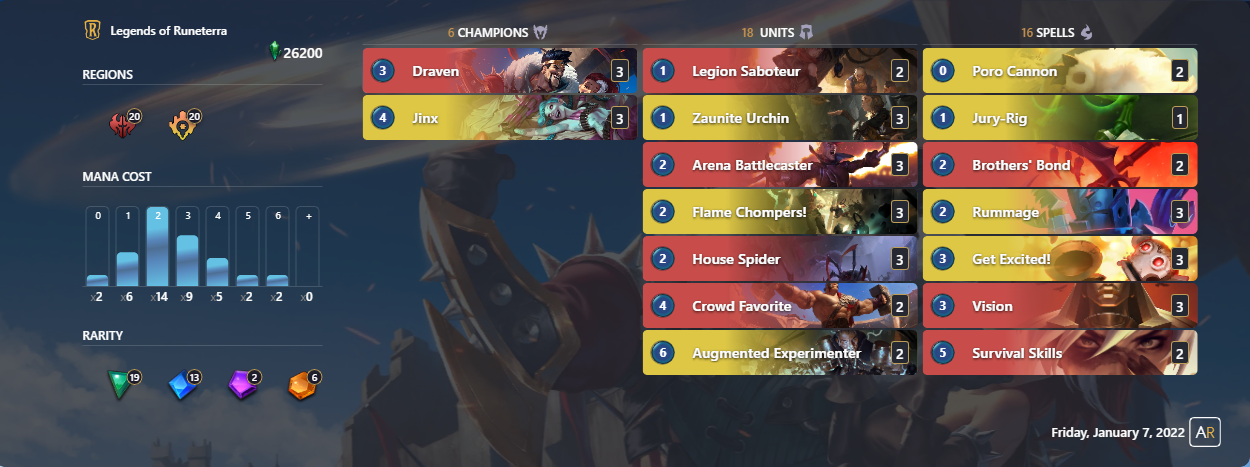 Legends of Runeterra
26200
REGIONS
20 20
MANA COST
0 1 2 3 4 5 6 +
x2 x6 x14 x9 x5 x2 x2 x0
RARITY
19 13 2 6
6 CHAMPIONS
3 Draven 3
4 Jinx 3
18 UNITS
1 Legion Saboteur 2
1 Zaunite Urchin 3
2 Arena Battlecaster 3
2 Flame Chompers! 3
2 House Spider 3
4 Crowd Favorite 2
6 Augmented Experimenter 2
16 SPELLS
0 Poro Cannon 2
1 Jury-Rig 1
2 Brothers' Bond 2
2 Rummage 3
3 Get Excited! 3
3 Vision 3
5 Survival Skills 2
Friday, January 7, 2022 AR